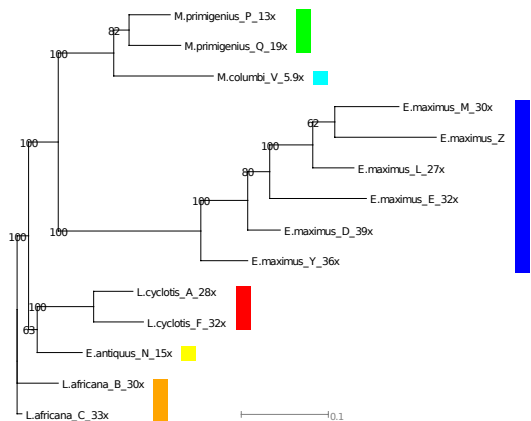 M.primigenius_P_13x
82
M.primigenius_Q_19x
100
M.columbi_V_5.9x
E.maximus_M_30x
62
E.maximus_Z
100
100
E.maximus_L_27x
80
E.maximus_E_32x
100
100
E.maximus_D_39x
100
E.maximus_Y_36x
L.cyclotis_A_28x
100
L.cyclotis_F_32x
63
E.antiquus_N_15x
L.africana_B_30x
L.africana_C_33x
0.1